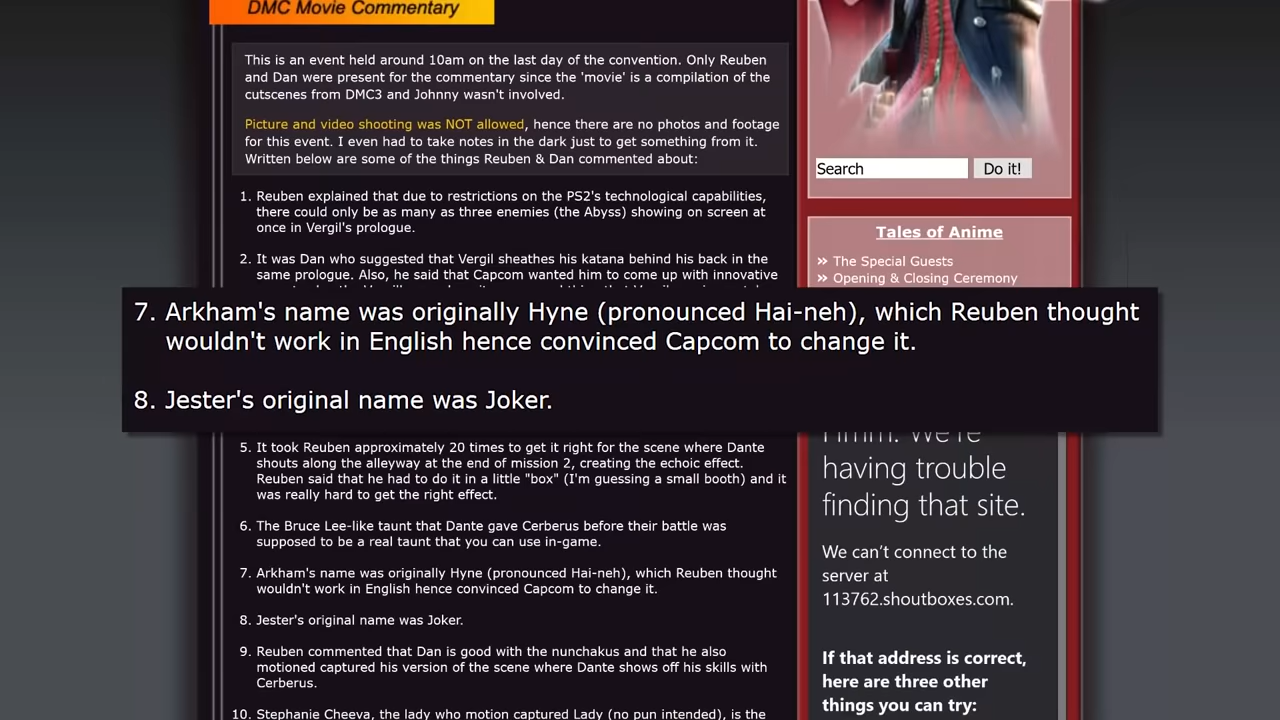 DMC Movie Commentary
This is an event held around 10am on the last day of the convention. Only Reuben
and Dan were present for the commentary since the 'movie' is a compilation of the
cutscenes from DMC3 and Johnny wasn't involved.
Picture and video shooting was NOT allowed, hence there are no photos and footage
for this event. I even had to take notes in the dark just to get something from it.
Written below are some of the things Reuben & Dan commented about:
1. Reuben explained that due to restrictions on the PS2's technological capabilities,
there could only be as many as three enemies (the Abyss) showing on screen at
once in Vergil's prologue.
2. It was Dan who suggested that Vergil sheathes his katana behind his back in the
same prologue. Also, he said that Capcom wanted him to come up with innovative
7. Arkham's name was originally Hyne (pronounced Hai-neh), which Reuben thought
wouldn't work in English hence convinced Capcom to change it.
8. Jester's original name was Joker.
5. It took Reuben approximately 20 times to get it right for the scene where Dante
shouts along the alleyway at the end of mission 2, creating the echoic effect.
Reuben said that he had to do it in a little "box" (I'm guessing a small booth) and it
was really hard to get the right effect.
6. The Bruce Lee-like taunt that Dante gave Cerberus before their battle was
supposed to be a real taunt that you can use in-game.
7. Arkham's name was originally Hyne (pronounced Hai-neh), which Reuben thought
wouldn't work in English hence convinced Capcom to change it.
8. Jester's original name was Joker.
9. Reuben commented that Dan is good with the nunchakus and that he also
motioned captured his version of the scene where Dante shows off his skills with
Cerberus.
10. Stephanie Cheeva, the lady who motion captured Lady (no pun intended), is the
Search
Do it!
Tales of Anime
» The Special Guests
» Opening & Closing Ceremony
Hmm. We're
having trouble
finding that site.
We can't connect to the
server at
113762.shoutboxes.com.
If that address is correct,
here are three other
things you can try: